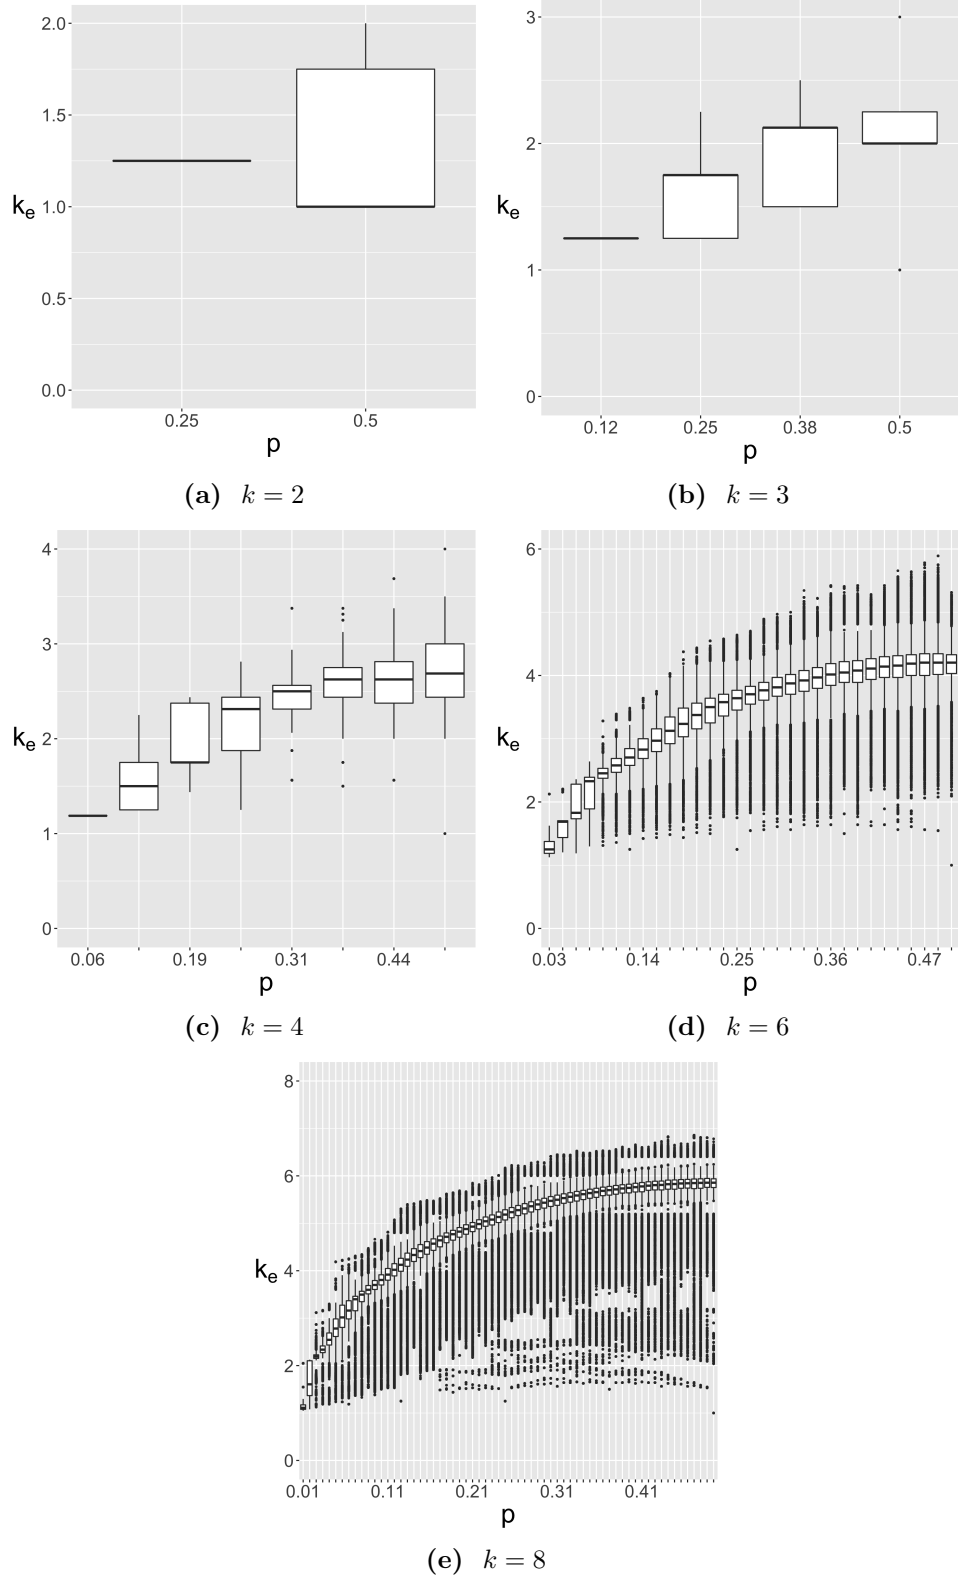 2.0
1.5
1.0
0.5
0.0
kₑ
0.25 0.5
p
(a) k = 2
3
2
1
0
kₑ
0.12 0.25 0.38 0.5
p
(b) k = 3
4
3
2
1
0
kₑ
0.06 0.19 0.31 0.44
p
(c) k = 4
6
4
2
0
kₑ
0.03 0.14 0.25 0.36 0.47
p
(d) k = 6
8
6
4
2
0
kₑ
0.01 0.11 0.21 0.31 0.41
p
(e) k = 8